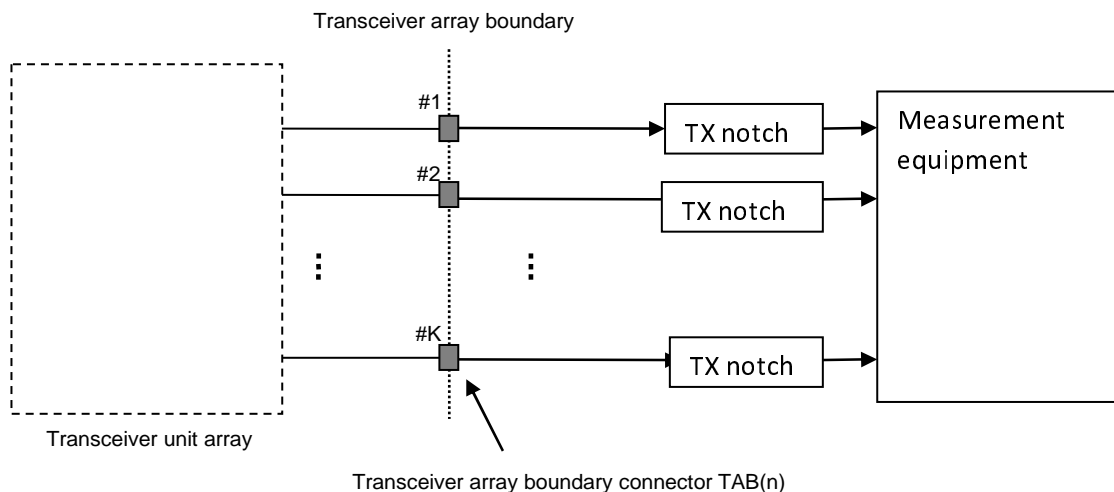 Transceiver array boundary
#1
TX notch
Measurement
equipment
#2
TX notch
#K
TX notch
Transceiver unit array
Transceiver array boundary connector TAB(n)